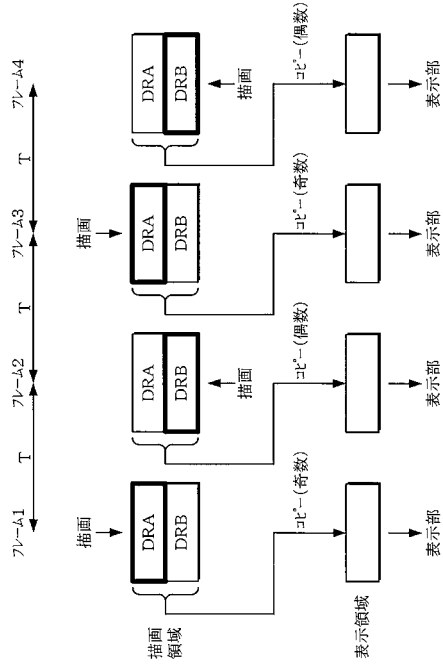 フレーム1
T
フレーム2
T
フレーム3
T
フレーム4
描画
描画
描画
領域
DRA
DRB
DRA
DRB
DRA
DRB
DRA
DRB
描画
描画
コピー(奇数)
コピー(偶数)
コピー(奇数)
コピー(偶数)
表示領域
表示部
表示部
表示部
表示部